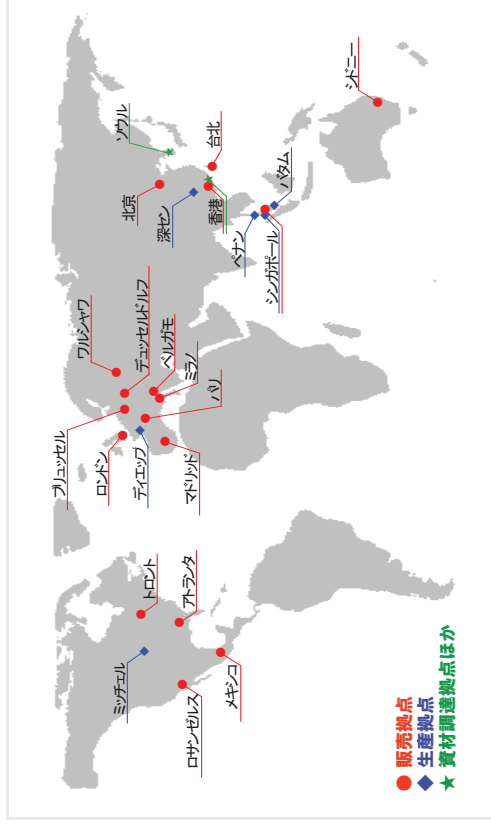 ブリュッセル
ロンドン
ディエップ
マドリッド
ワルシャワ
デュッセルドルフ
ベルガモ
ミラノ
パリ
北京
深セン
ソウル
台北
香港
ペナン
シンガポール
バタム
シドニー
ミッチェル
トロント
アトランタ
ロサンゼルス
メキシコ
● 販売拠点
◆ 生産拠点
★ 資材調達拠点ほか